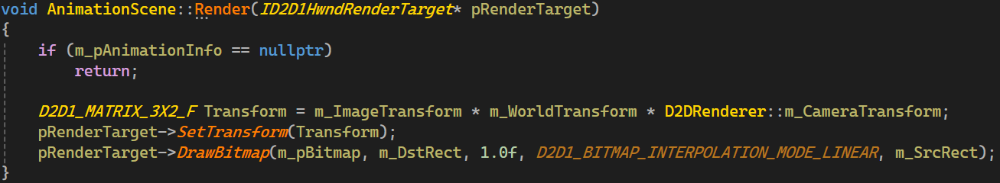 void AnimationScene::Render(ID2D1HwndRenderTarget* pRenderTarget)
{
    if (m_pAnimationInfo == nullptr)
        return;

    D2D1_MATRIX_3X2_F Transform = m_ImageTransform * m_WorldTransform * D2DRenderer::m_CameraTransform;
    pRenderTarget->SetTransform(Transform);
    pRenderTarget->DrawBitmap(m_pBitmap, m_DstRect, 1.0f, D2D1_BITMAP_INTERPOLATION_MODE_LINEAR, m_SrcRect);
}